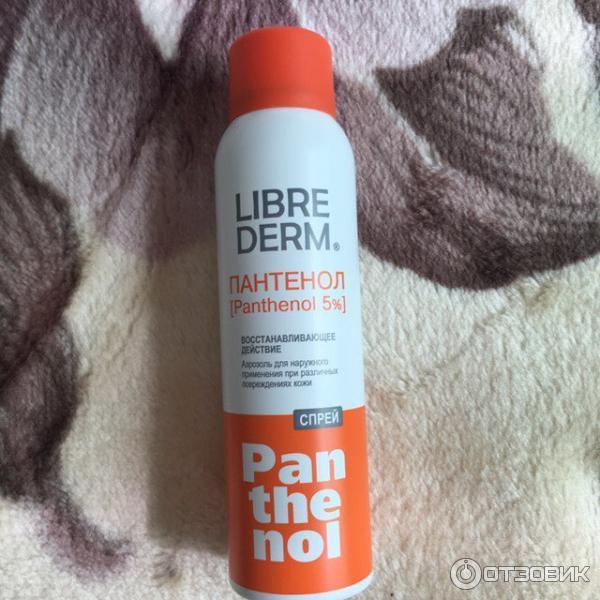 LIBRE
DERM®
ПАНТЕНОЛ
[Panthenol 5%]
ВОССТАНАВЛИВАЮЩЕЕ
ДЕЙСТВИЕ
Аэрозоль для наружного
применения при различных
повреждениях кожи
СПРЕЙ
Pan
the
nol
ОТЗОВИК